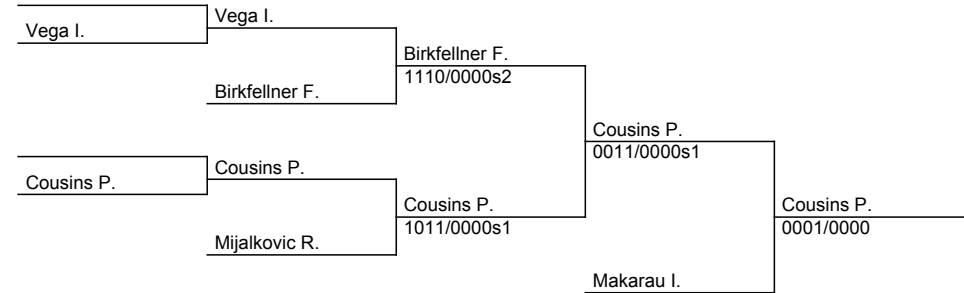 Vega I.
Vega I.
Birkfellner F.
1110/0000s2
Birkfellner F.
Cousins P.
0011/0000s1
Cousins P.
Cousins P.
Cousins P.
1011/0000s1
Cousins P.
0001/0000
Mijalkovic R.
Makarau I.